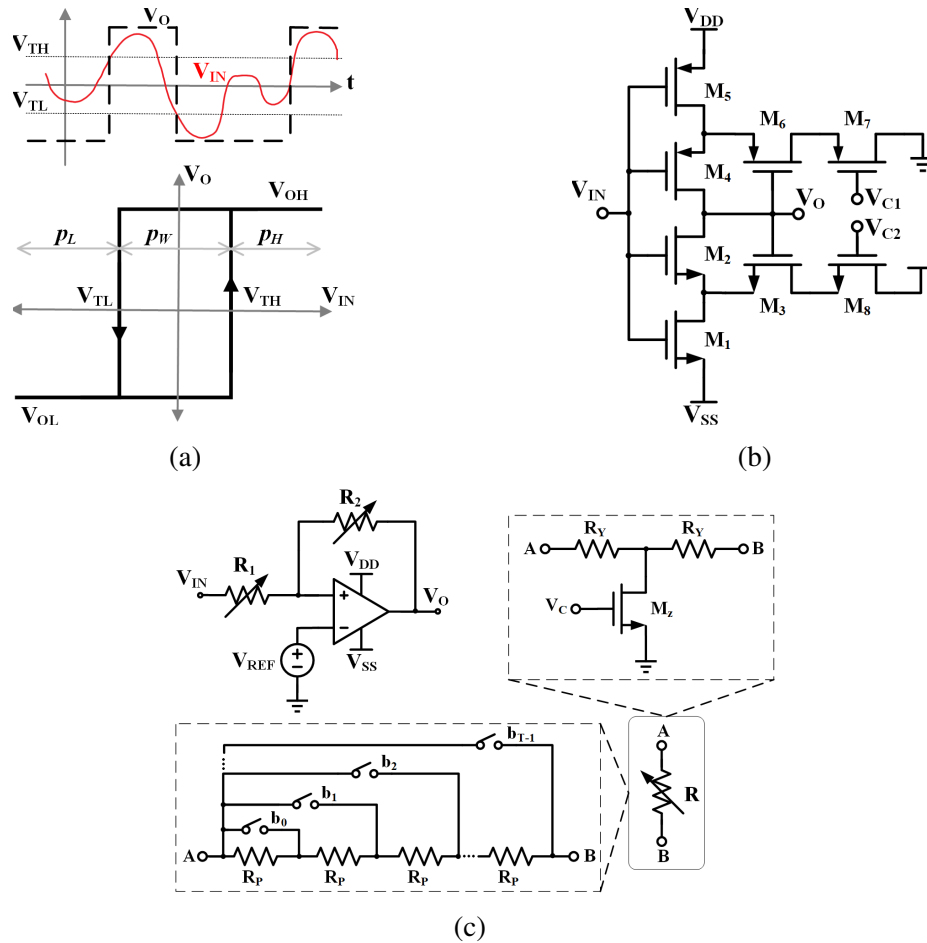 V_O
V_TH
V_IN
t
V_TL
V_O
V_OH
p_L p_W p_H
V_TL V_TH V_IN
V_OL
(a)
V_DD
M_5
M_6 M_7
M_4
V_IN V_O V_C1
V_C2
M_2
M_3 M_8
M_1
V_SS
(b)
R_2
V_DD
R_1
V_IN
+
−
V_O
V_REF
+
−
V_SS
R_Y R_Y
A B
V_C M_z
b_T-1
b_2
b_1
b_0
A B
R_P R_P R_P R_P
A
R
B
(c)